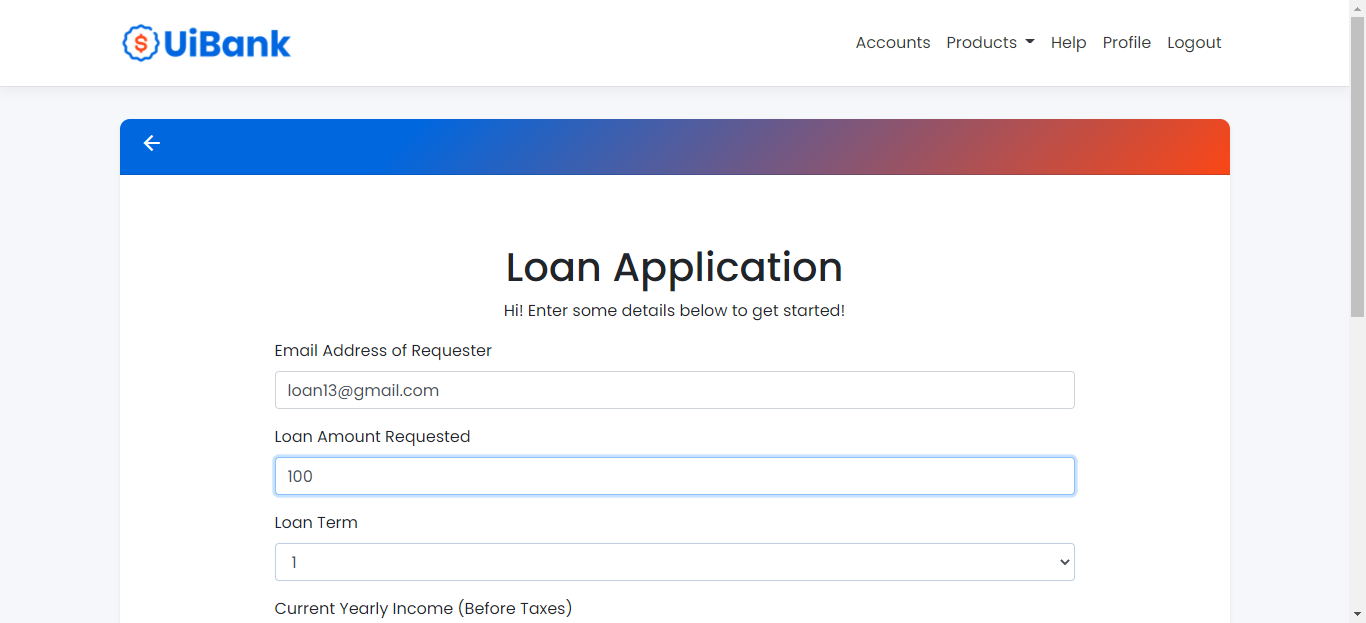 UiBank
Accounts Products Help Profile Logout
Loan Application
Hi! Enter some details below to get started!
Email Address of Requester
loan13@gmail.com
Loan Amount Requested
100
Loan Term
1
Current Yearly Income (Before Taxes)